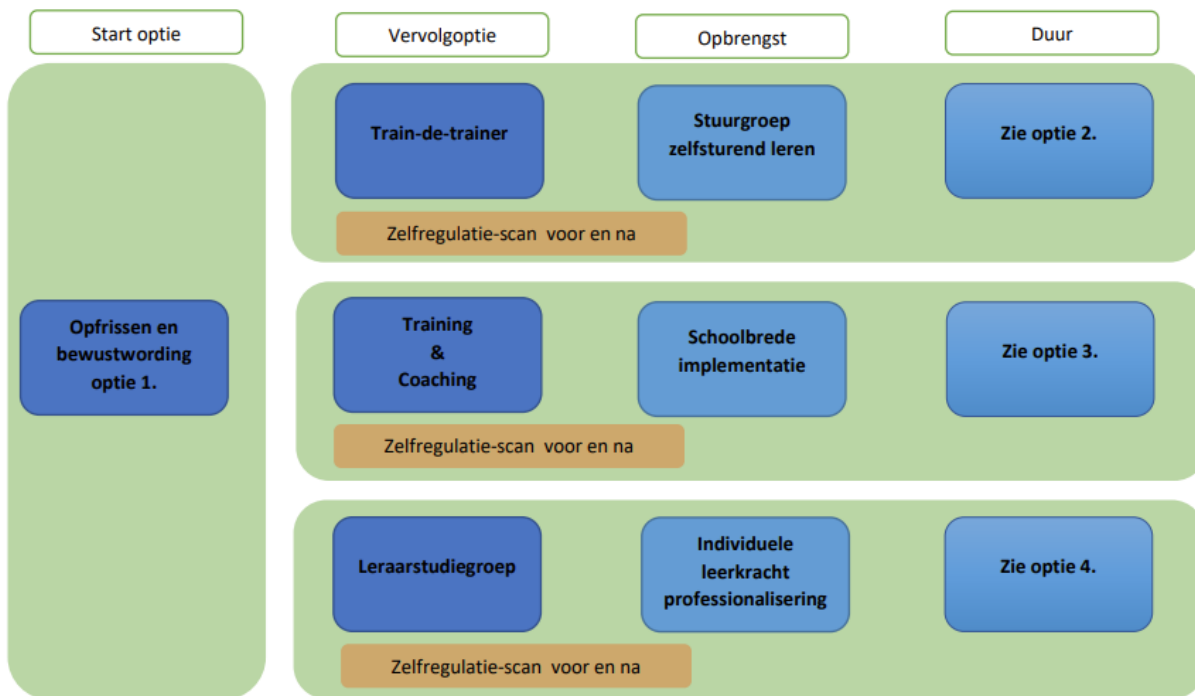 Start optie
Vervolgoptie
Opbrengst
Duur
Opfrissen en
bewustwording
optie 1.
Train-de-trainer
Stuurgroep
zelfsturend leren
Zie optie 2.
Zelfregulatie-scan voor en na
Training
&
Coaching
Schoolbrede
implementatie
Zie optie 3.
Zelfregulatie-scan voor en na
Leraarstudiegroep
Individuele
leerkracht
professionalisering
Zie optie 4.
Zelfregulatie-scan voor en na